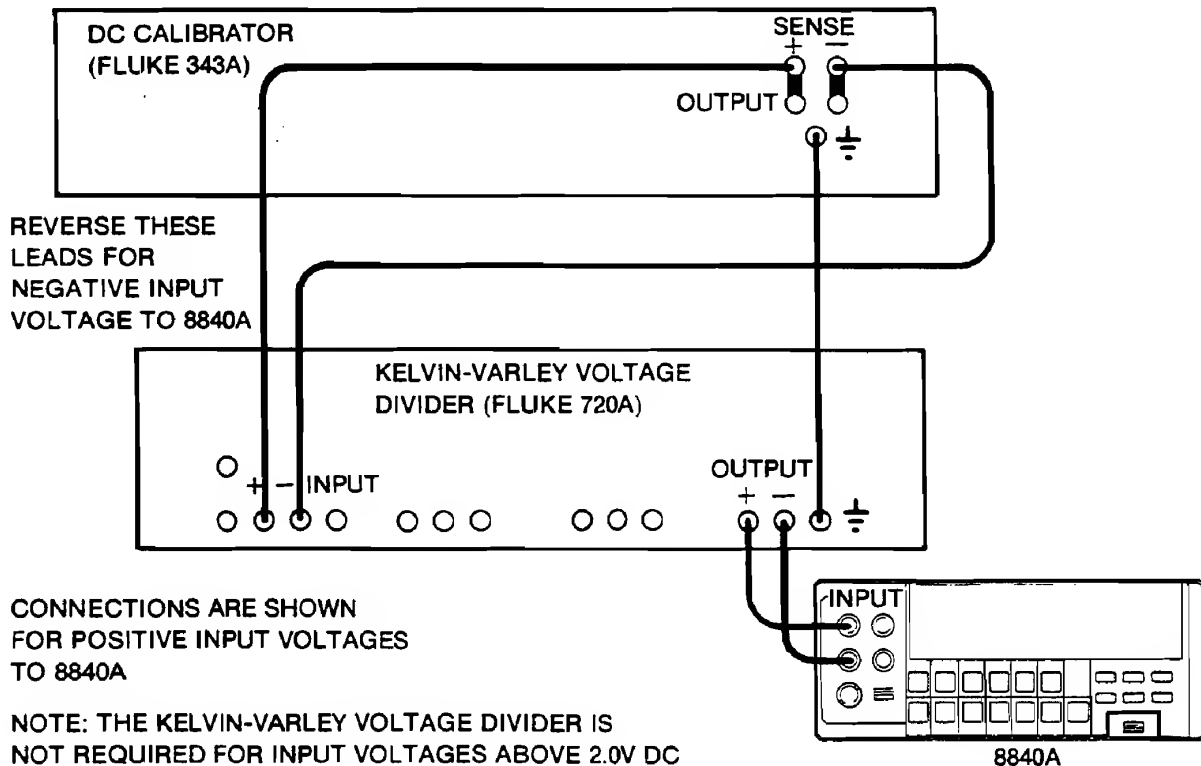 DC CALIBRATOR
(FLUKE 343A)
SENSE
+ −
OUTPUT
REVERSE THESE
LEADS FOR
NEGATIVE INPUT
VOLTAGE TO 8840A
KELVIN-VARLEY VOLTAGE
DIVIDER (FLUKE 720A)
+ − INPUT
OUTPUT
+ −
CONNECTIONS ARE SHOWN
FOR POSITIVE INPUT VOLTAGES
TO 8840A
INPUT
NOTE: THE KELVIN-VARLEY VOLTAGE DIVIDER IS
NOT REQUIRED FOR INPUT VOLTAGES ABOVE 2.0V DC
8840A